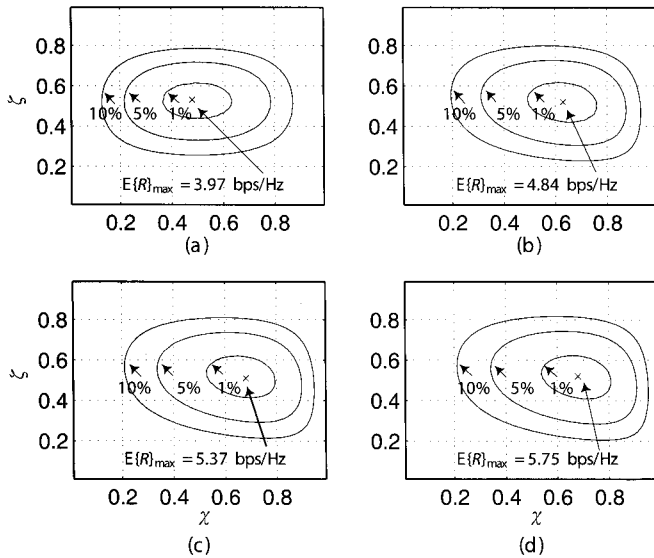 0.8
0.6
ζ
0.4
0.2
10% 5% 1%
E{R}max = 3.97 bps/Hz
0.2 0.4 0.6 0.8
(a)
0.8
0.6
0.4
0.2
10% 5% 1%
E{R}max = 4.84 bps/Hz
0.2 0.4 0.6 0.8
(b)
0.8
0.6
ζ
0.4
0.2
10% 5% 1%
E{R}max = 5.37 bps/Hz
0.2 0.4 0.6 0.8
χ
(c)
0.8
0.6
0.4
0.2
10% 5% 1%
E{R}max = 5.75 bps/Hz
0.2 0.4 0.6 0.8
χ
(d)